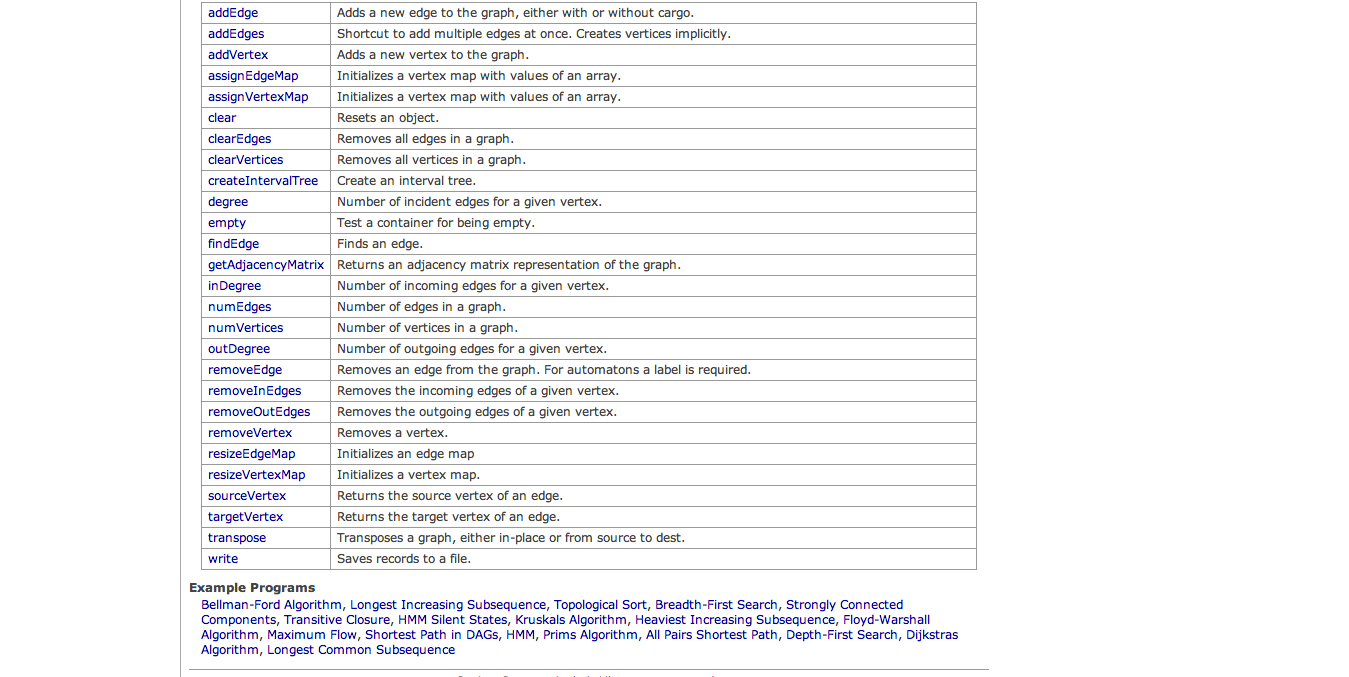 addEdge Adds a new edge to the graph, either with or without cargo.
addEdges Shortcut to add multiple edges at once. Creates vertices implicitly.
addVertex Adds a new vertex to the graph.
assignEdgeMap Initializes a vertex map with values of an array.
assignVertexMap Initializes a vertex map with values of an array.
clear Resets an object.
clearEdges Removes all edges in a graph.
clearVertices Removes all vertices in a graph.
createIntervalTree Create an interval tree.
degree Number of incident edges for a given vertex.
empty Test a container for being empty.
findEdge Finds an edge.
getAdjacencyMatrix Returns an adjacency matrix representation of the graph.
inDegree Number of incoming edges for a given vertex.
numEdges Number of edges in a graph.
numVertices Number of vertices in a graph.
outDegree Number of outgoing edges for a given vertex.
removeEdge Removes an edge from the graph. For automatons a label is required.
removeInEdges Removes the incoming edges of a given vertex.
removeOutEdges Removes the outgoing edges of a given vertex.
removeVertex Removes a vertex.
resizeEdgeMap Initializes an edge map
resizeVertexMap Initializes a vertex map.
sourceVertex Returns the source vertex of an edge.
targetVertex Returns the target vertex of an edge.
transpose Transposes a graph, either in-place or from source to dest.
write Saves records to a file.
Example Programs
Bellman-Ford Algorithm, Longest Increasing Subsequence, Topological Sort, Breadth-First Search, Strongly Connected
Components, Transitive Closure, HMM Silent States, Kruskals Algorithm, Heaviest Increasing Subsequence, Floyd-Warshall
Algorithm, Maximum Flow, Shortest Path in DAGs, HMM, Prims Algorithm, All Pairs Shortest Path, Depth-First Search, Dijkstras
Algorithm, Longest Common Subsequence